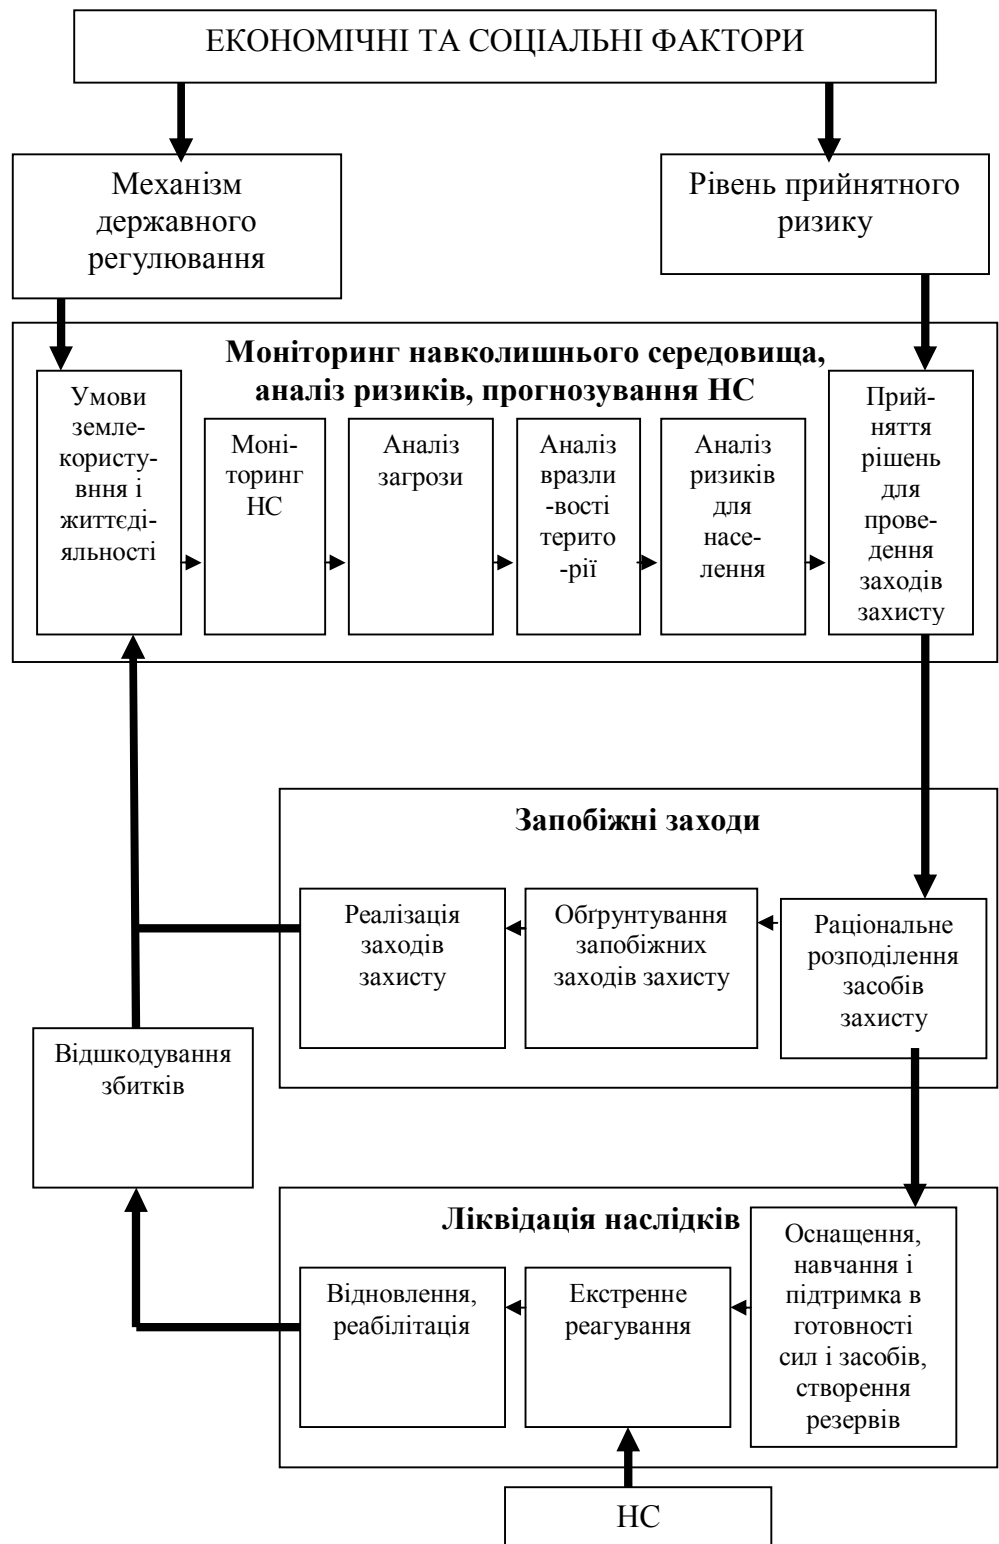 ЕКОНОМІЧНІ ТА СОЦІАЛЬНІ ФАКТОРИ
Механізм
державного
регулювання
Рівень прийнятного
ризику
Моніторинг навколишнього середовища,
аналіз ризиків, прогнозування НС
Умови
земле-
користу-
вння і
життєді-
яльності
Моні-
торинг
НС
Аналіз
загрози
Аналіз
вразли
-вості
терито
-рії
Аналіз
ризиків
для
насе-
лення
Прий-
няття
рішень
для
прове-
дення
заходів
захисту
Запобіжні заходи
Реалізація
заходів
захисту
Обґрунтування
запобіжних
заходів захисту
Раціональне
розподілення
засобів
захисту
Відшкодування
збитків
Ліквідація наслідків
Відновлення,
реабілітація
Екстренне
реагування
Оснащення,
навчання і
підтримка в
готовності
сил і засобів,
створення
резервів
НС